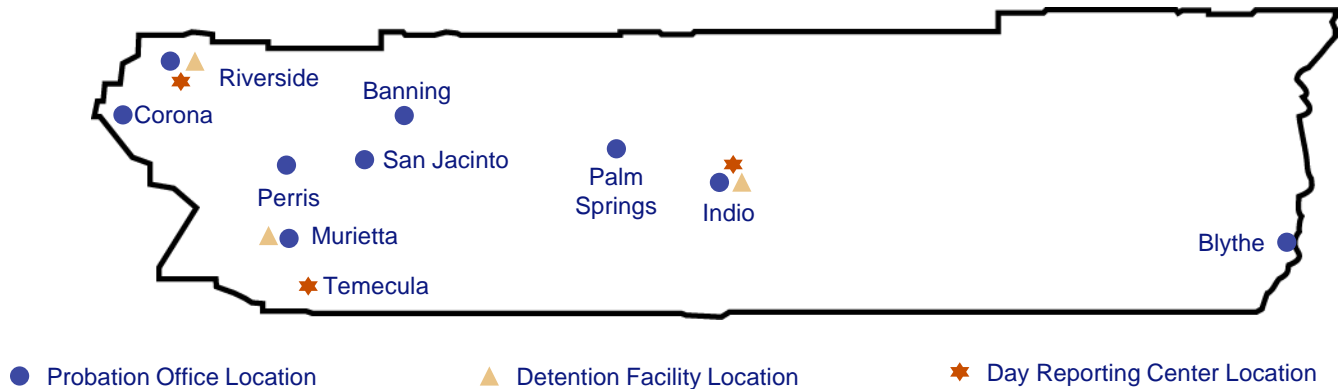 Riverside
Banning
Corona
San Jacinto
Palm
Springs
Perris
Indio
Murietta
Blythe
Temecula
Probation Office Location
Detention Facility Location
Day Reporting Center Location